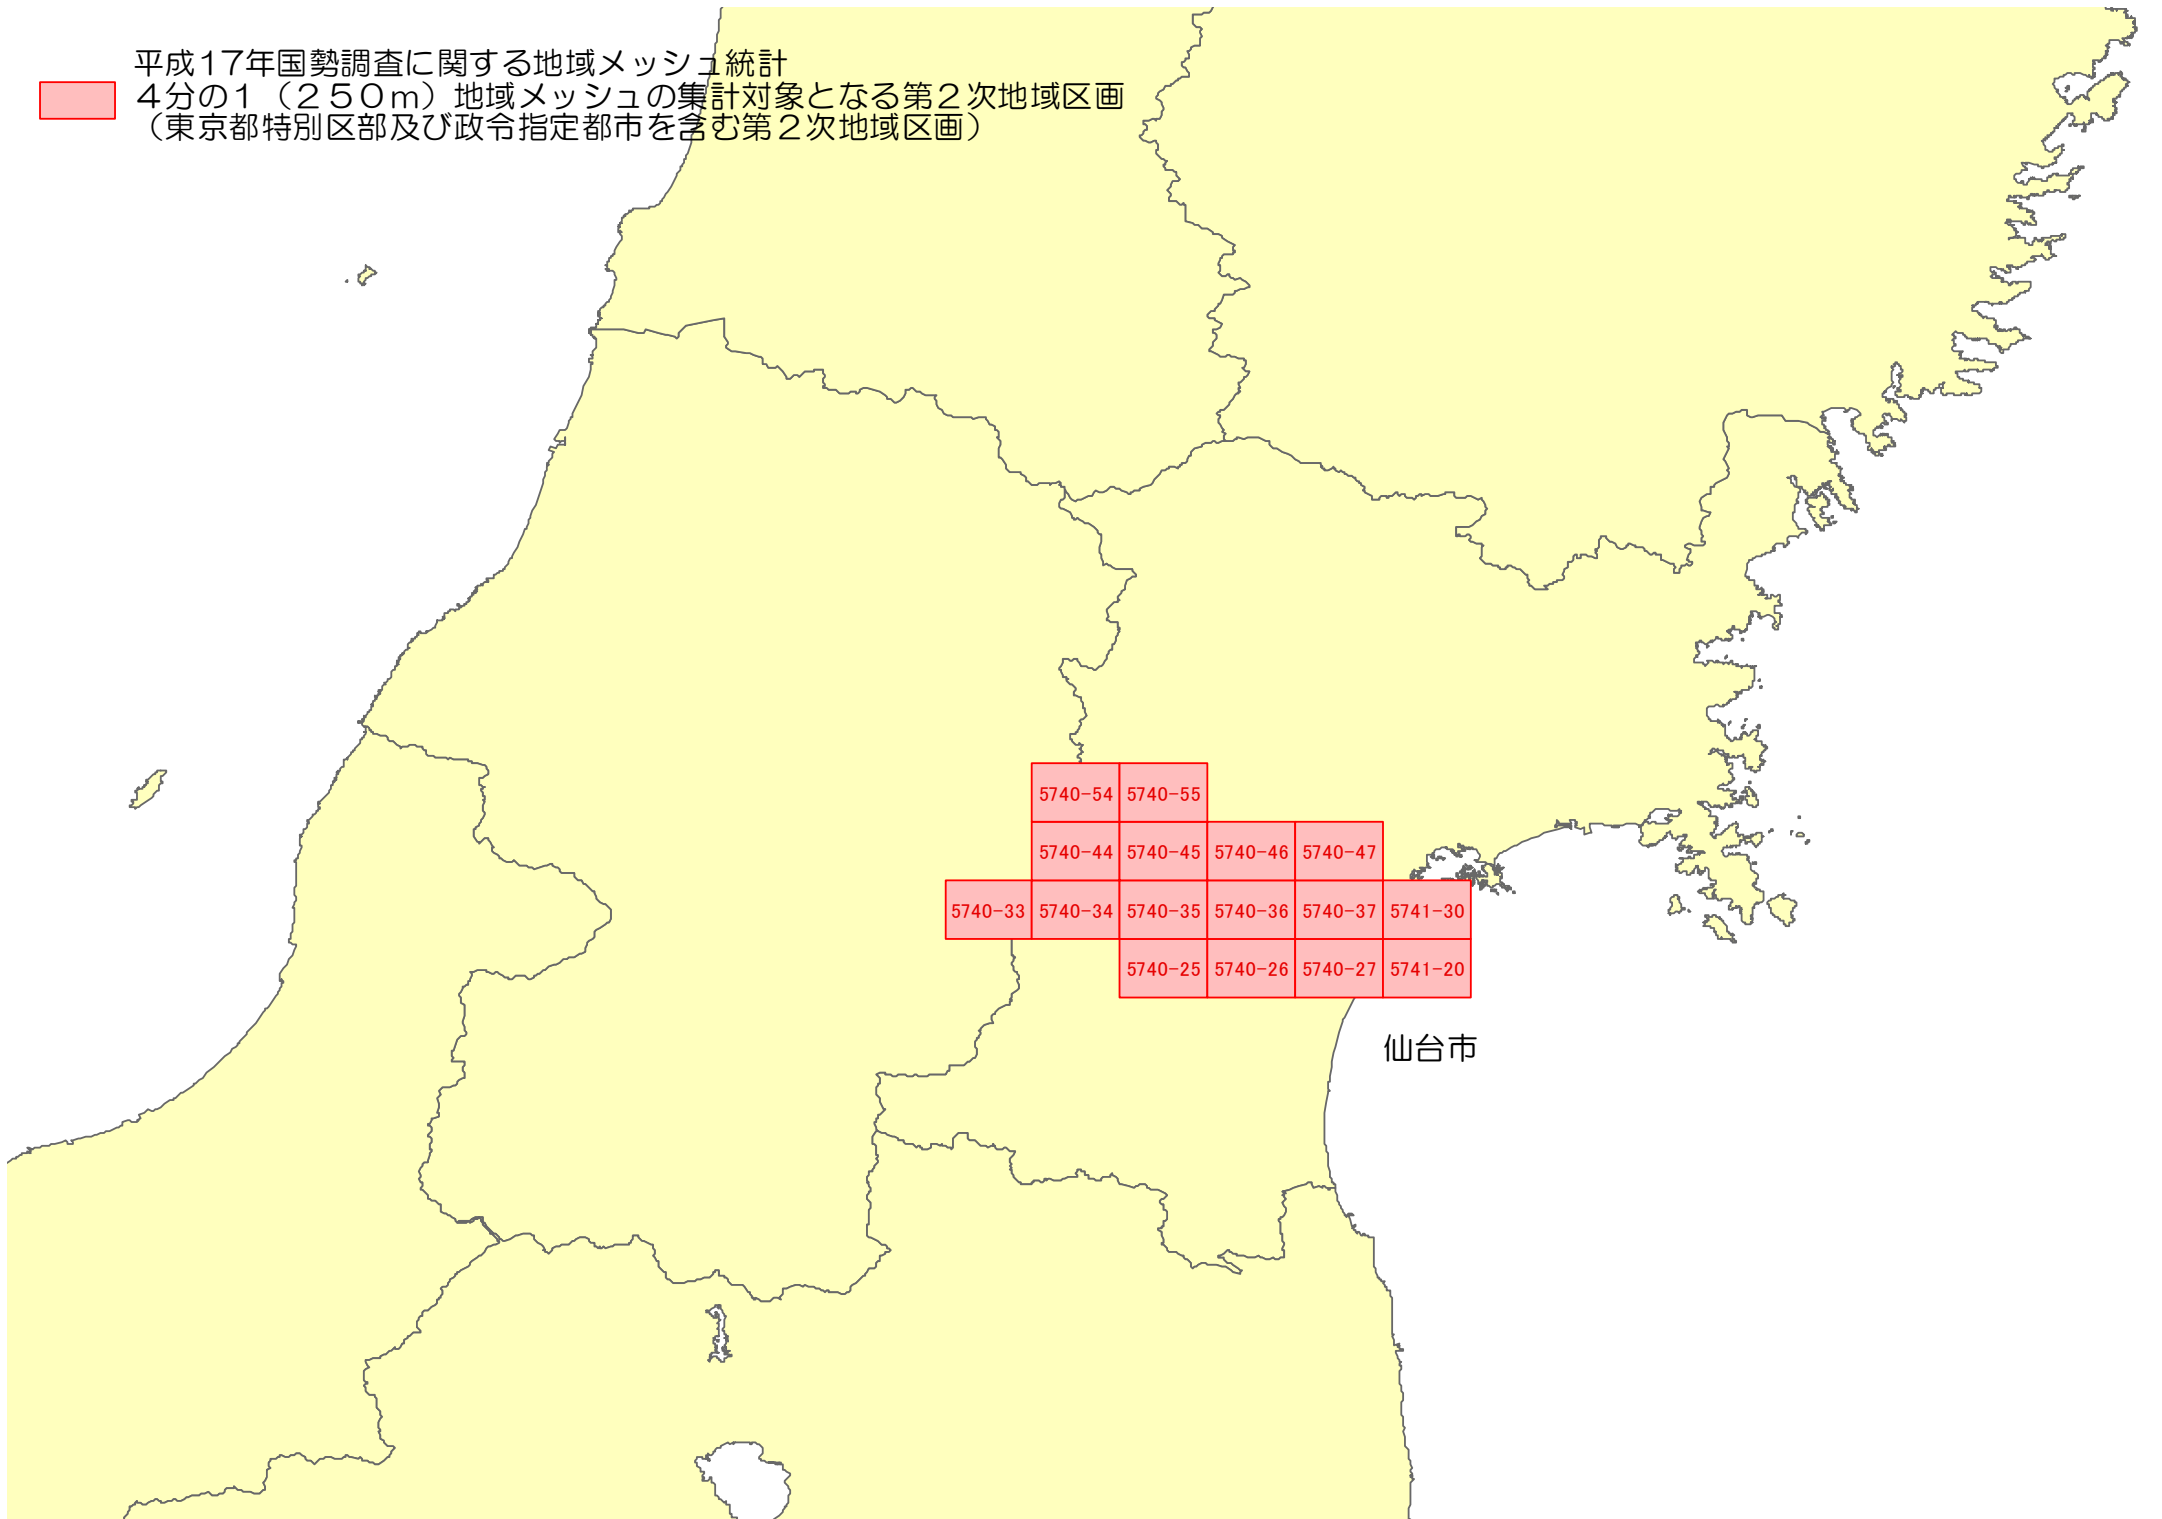 平成17年国勢調査に関する地域メッシュ統計
４分の１（２５０ｍ）地域メッシュの集計対象となる第２次地域区画
（東京都特別区部及び政令指定都市を含む第２次地域区画）
5740-54 5740-55
5740-44 5740-45 5740-46 5740-47
5740-33 5740-34 5740-35 5740-36 5740-37 5741-30
5740-25 5740-26 5740-27 5741-20
仙台市